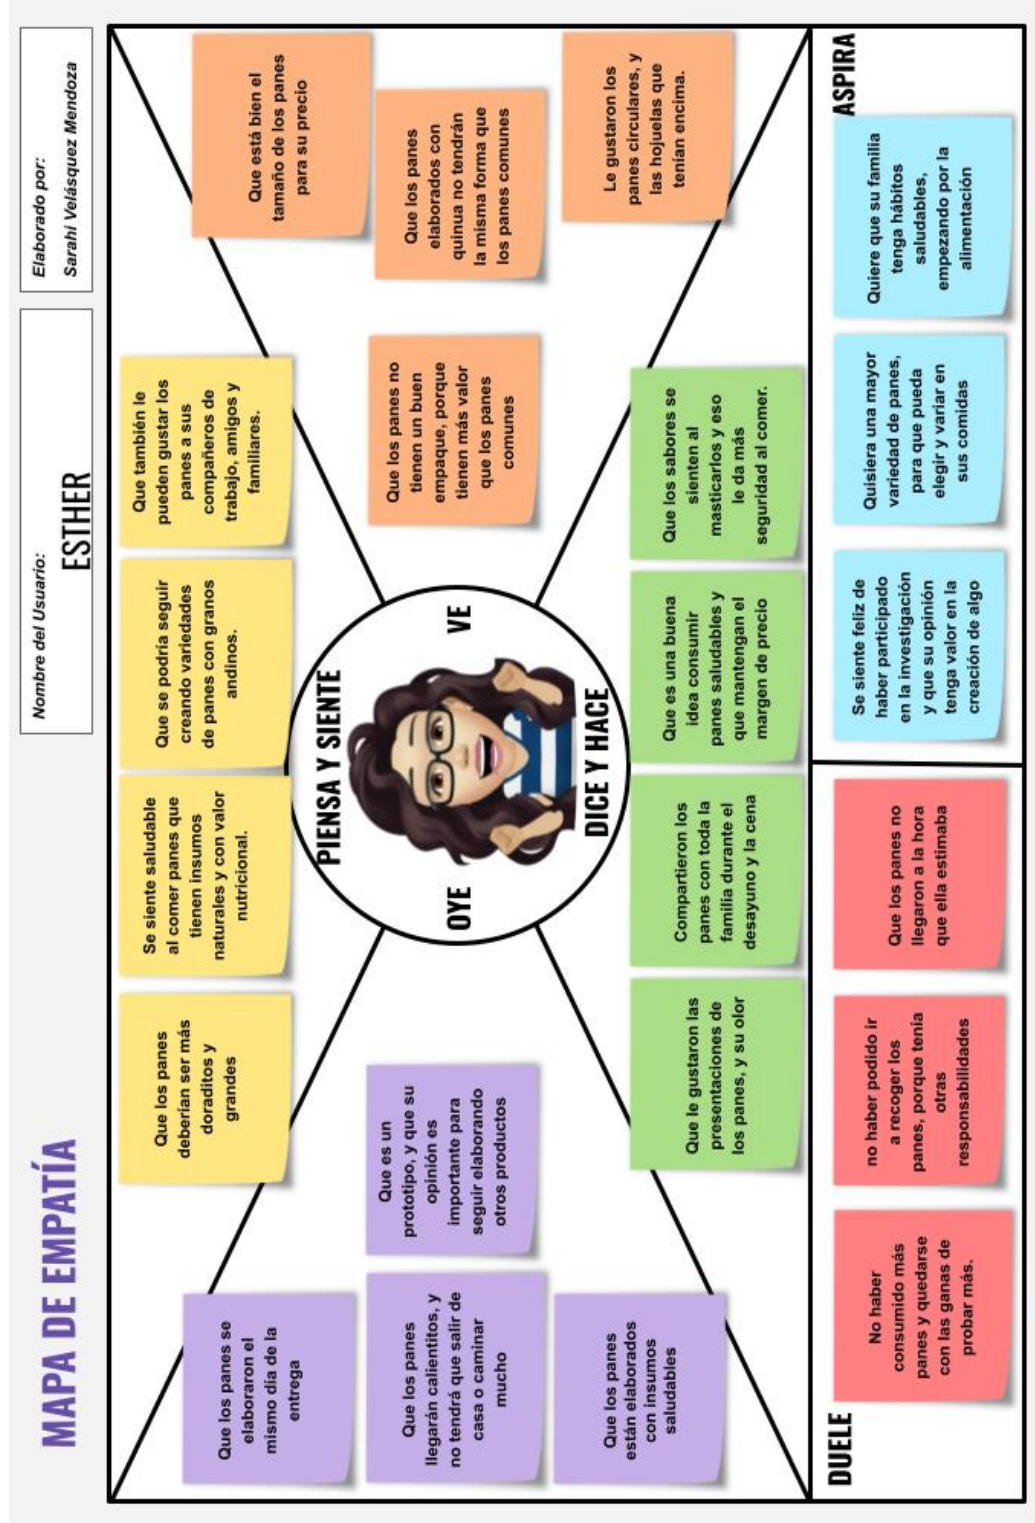 MAPA DE EMPATÍA
Nombre del Usuario:
ESTHER
Elaborado por:
Sarahi Velásquez Mendoza
PIENSA Y SIENTE
Que los panes
deberían ser más
doraditos y
grandes
Se siente saludable
al comer panes que
tienen insumos
naturales y con valor
nutricional.
Que se podría seguir
creando variedades
de panes con granos
andinos.
Que también le
pueden gustar los
panes a sus
compañeros de
trabajo, amigos y
familiares.
OYE
Que los panes se
elaboraron el
mismo día de la
entrega
Que los panes
llegarán calientitos, y
no tendrá que salir de
casa o caminar
mucho
Que es un
prototipo, y que su
opinión es
importante para
seguir elaborando
otros productos
Que los panes
están elaborados
con insumos
saludables
VE
Que está bien el
tamaño de los panes
para su precio
Que los panes no
tienen un buen
empaque, porque
tienen más valor
que los panes
comunes
Que los panes
elaborados con
quinua no tendrán
la misma forma que
los panes comunes
Le gustaron los
panes circulares, y
las hojuelas que
tenían encima.
DICE Y HACE
Que le gustaron las
presentaciones de
los panes, y su olor
Compartieron los
panes con toda la
familia durante el
desayuno y la cena
Que es una buena
idea consumir
panes saludables y
que mantengan el
margen de precio
Que los sabores se
sienten al
masticarlos y eso
le da más
seguridad al comer.
DUELE
No haber
consumido más
panes y quedarse
con las ganas de
probar más.
no haber podido ir
a recoger los
panes, porque tenia
otras
responsabilidades
Que los panes no
llegaron a la hora
que ella estimaba
ASPIRA
Se siente feliz de
haber participado
en la investigación
y que su opinión
tenga valor en la
creación de algo
Quisiera una mayor
variedad de panes,
para que pueda
elegir y variar en
sus comidas
Quiere que su familia
tenga hábitos
saludables,
empezando por la
alimentación